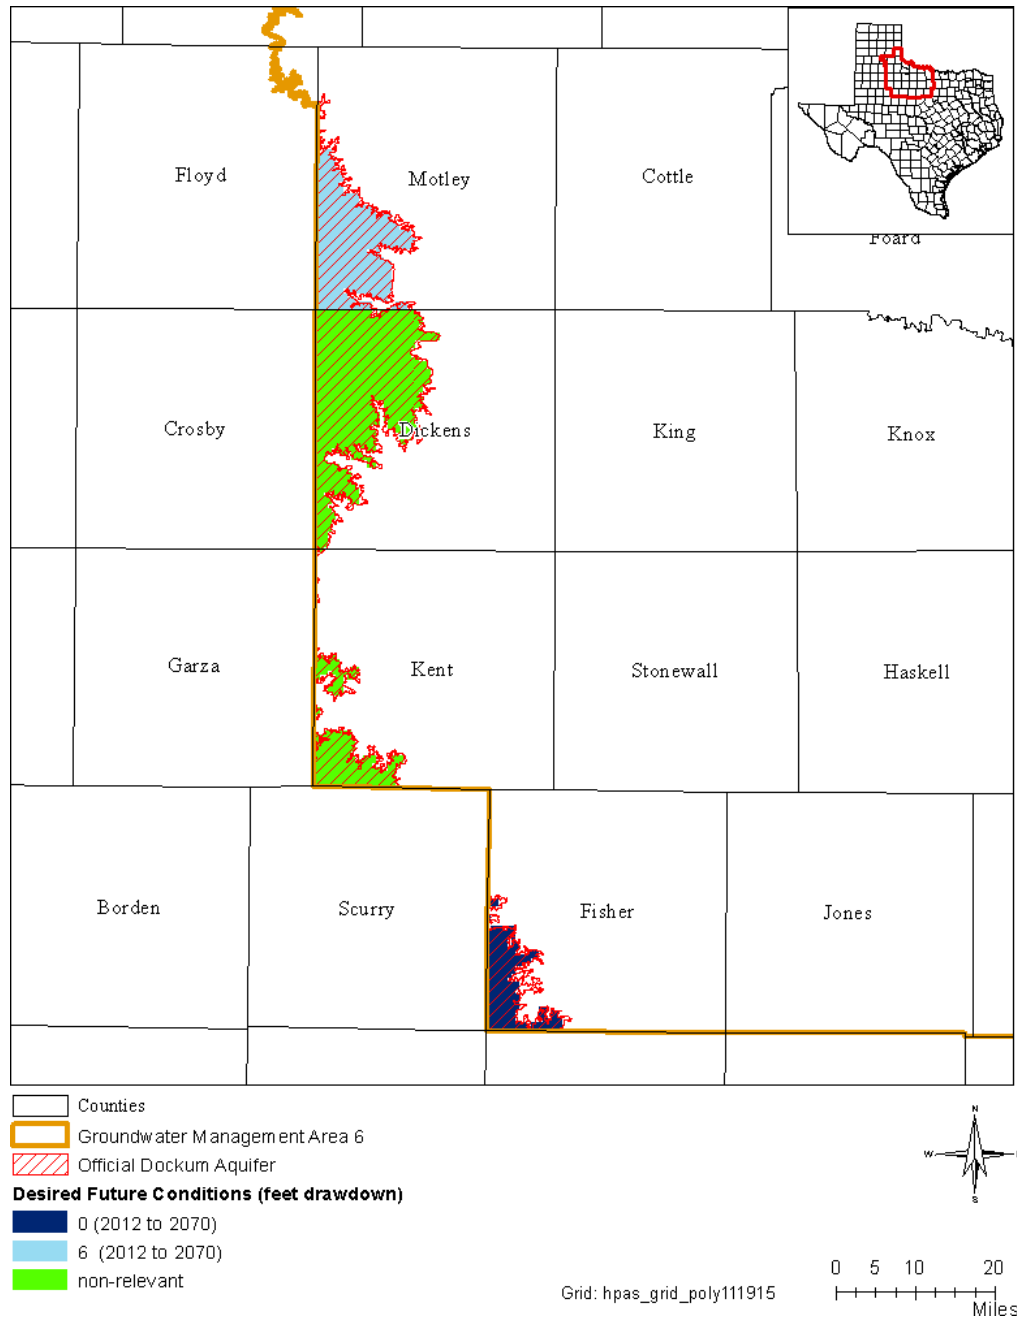 Floyd
Motley
Cottle
Foard
Crosby
Dickens
King
Knox
Garza
Kent
Stonewall
Haskell
Borden
Scurry
Fisher
Jones
Counties
Groundwater Management Area 6
Official Dockum Aquifer
Desired Future Conditions (feet drawdown)
0 (2012 to 2070)
6 (2012 to 2070)
non-relevant
N
W
S
Grid: hpas_grid_poly111915
0 5 10 20
Miles